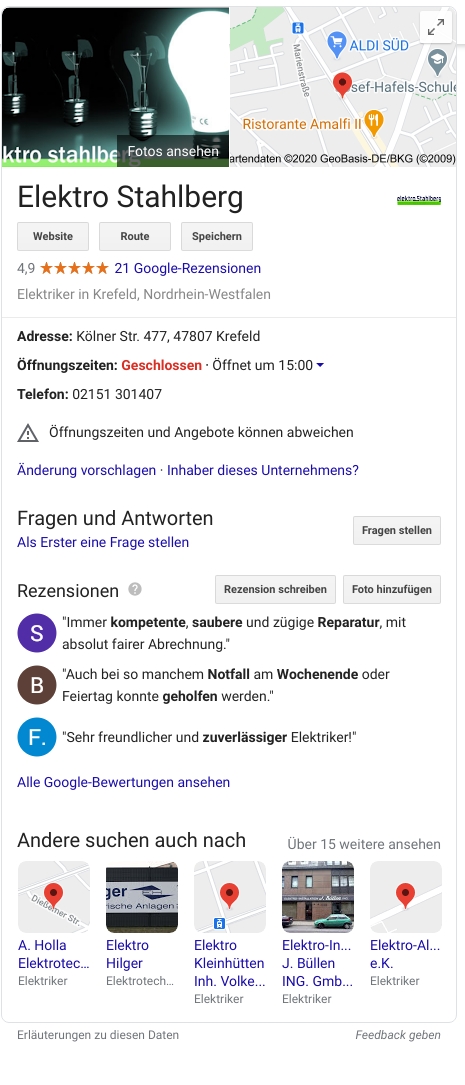 ALDI SÜD
Marienstraße
sef-Hafels-Schule
Ristorante Amalfi II
ktro stahlberg
Fotos ansehen
artendaten ©2020 GeoBasis-DE/BKG (©2009)
Elektro Stahlberg
elektro.Stahlberg
Website
Route
Speichern
4,9 ★★★★★ 21 Google-Rezensionen
Elektriker in Krefeld, Nordrhein-Westfalen
Adresse: Kölner Str. 477, 47807 Krefeld
Öffnungszeiten: Geschlossen · Öffnet um 15:00
Telefon: 02151 301407
Öffnungszeiten und Angebote können abweichen
Änderung vorschlagen · Inhaber dieses Unternehmens?
Fragen und Antworten
Fragen stellen
Als Erster eine Frage stellen
Rezensionen ?
Rezension schreiben
Foto hinzufügen
S
"Immer kompetente, saubere und zügige Reparatur, mit
absolut fairer Abrechnung."
B
"Auch bei so manchem Notfall am Wochenende oder
Feiertag konnte geholfen werden."
F.
"Sehr freundlicher und zuverlässiger Elektriker!"
Alle Google-Bewertungen ansehen
Andere suchen auch nach
Über 15 weitere ansehen
Dießemer Str.
ger
rische Anlagen
J. Büllen
A. Holla
Elektrotec...
Elektriker
Elektro
Hilger
Elektrotech...
Elektro
Kleinhütten
Inh. Volke...
Elektriker
Elektro-In...
J. Büllen
ING. Gmb...
Elektriker
Elektro-Al...
e.K.
Elektriker
Erläuterungen zu diesen Daten
Feedback geben